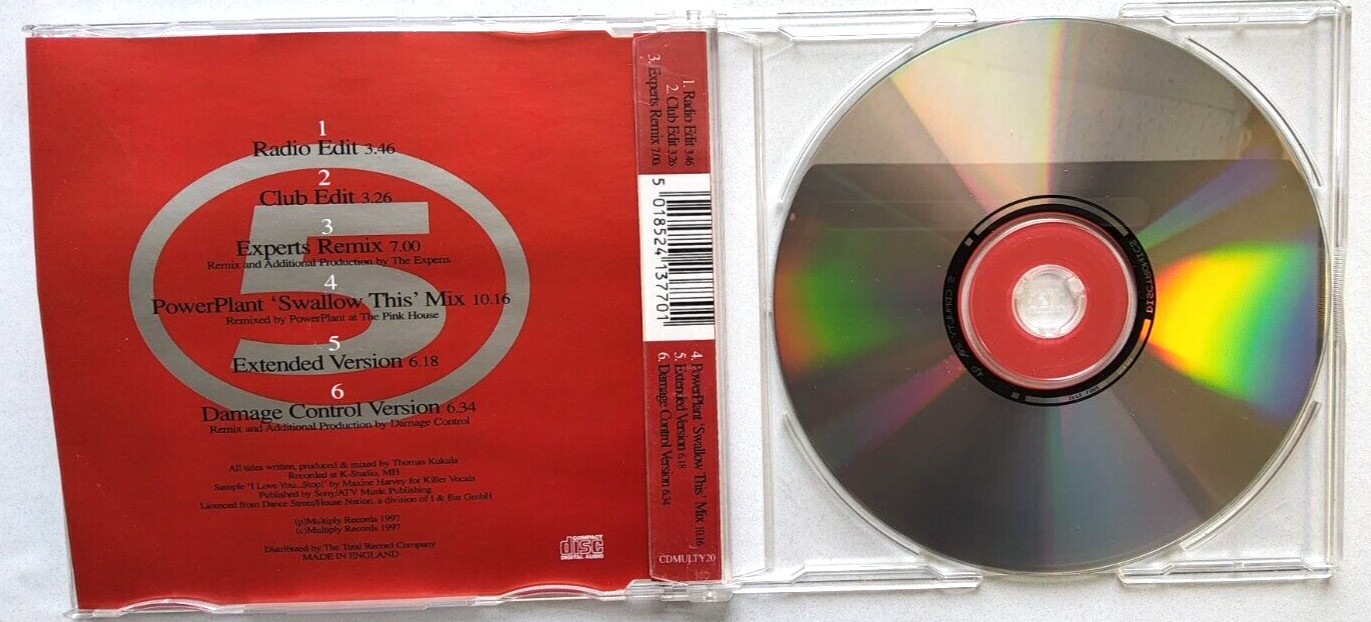 1
Radio Edit 3.46
2
Club Edit 3.26
3
Experts Remix 7.00
Remix and Additional Production by The Experts
4
PowerPlant 'Swallow This' Mix 10.16
Remixed by PowerPlant at The Pink House
5
Extended Version 6.18
6
Damage Control Version 6.34
Remix and Additional Production by Damage Control
5
All titles written, produced & mixed by Thomas Kukula
Recorded at K-Studio, MH
Sample 'I Love You...Stop!' by Maxine Harvey for Killer Vocals
Published by Sony/ATV Music Publishing
Licenced from Dance Street/House Nation, a division of I & Ear GmbH
(p)Multiply Records 1997
(c)Multiply Records 1997
Distributed by The Total Record Company
MADE IN ENGLAND
COMPACT
disc
DIGITAL AUDIO
1. Radio Edit 3.46
2. Club Edit 3.26
3. Experts Remix 7.00
5 018524 137701
4. PowerPlant 'Swallow This' Mix 10.16
5. Extended Version 6.18
6. Damage Control Version 6.34
CDMULTY20
DISCTRONICS